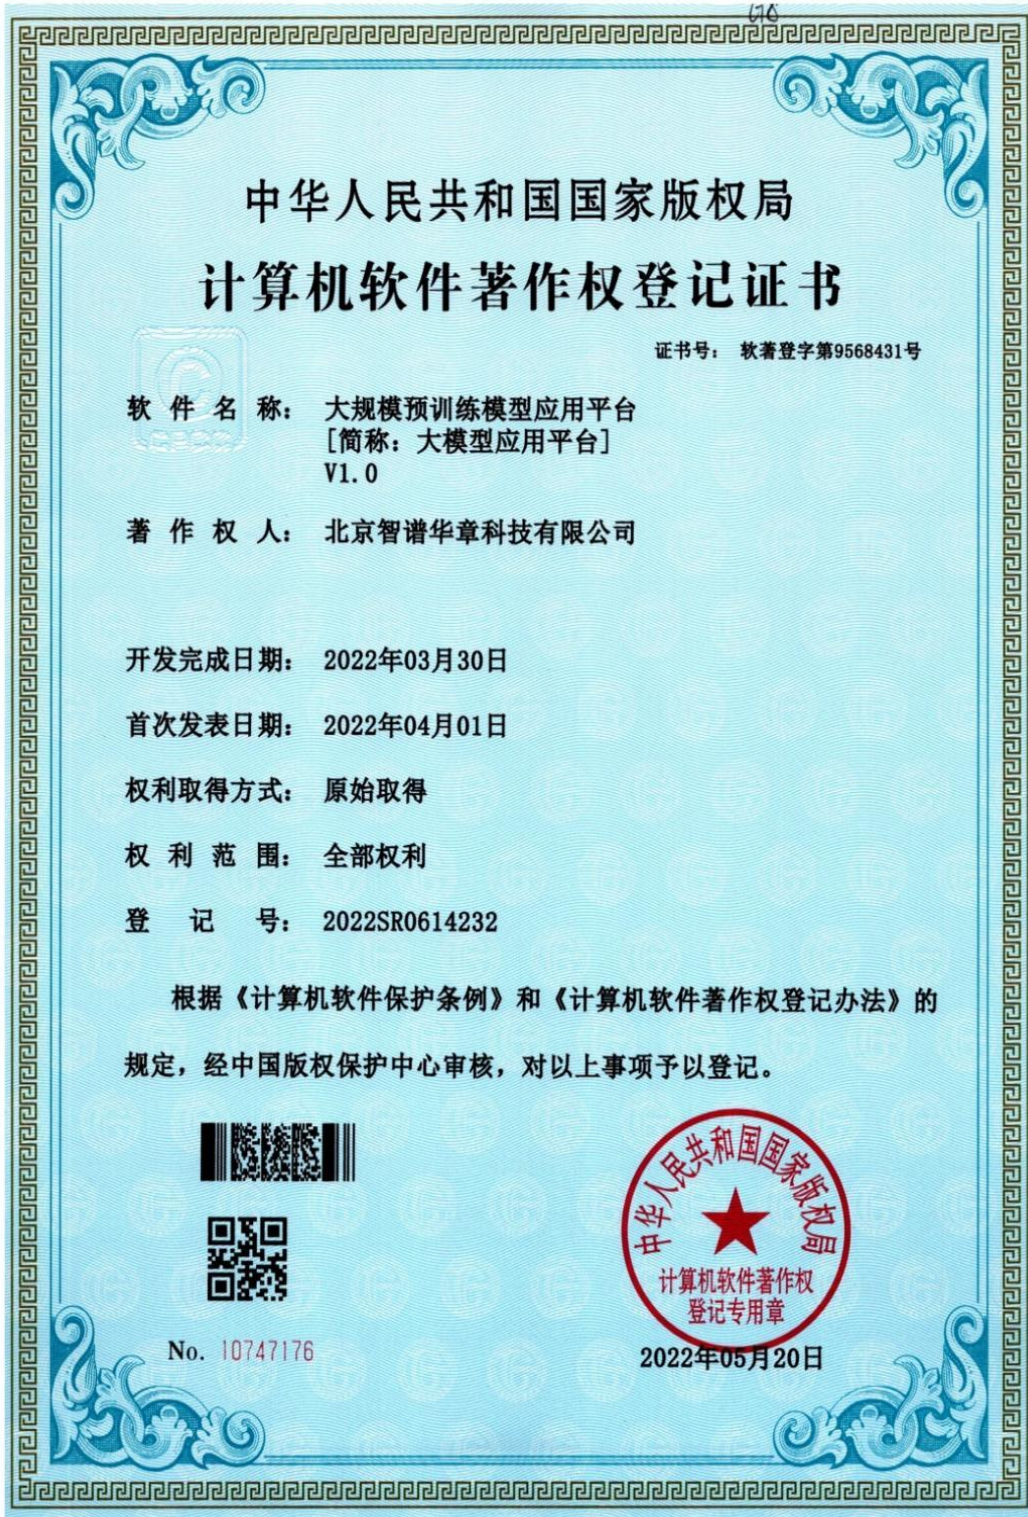 中华人民共和国国家版权局
计算机软件著作权登记证书
证书号： 软著登字第9568431号
软件名称： 大规模预训练模型应用平台
[简称：大模型应用平台]
V1.0
著作权人： 北京智谱华章科技有限公司
开发完成日期： 2022年03月30日
首次发表日期： 2022年04月01日
权利取得方式： 原始取得
权利范围： 全部权利
登记号： 2022SR0614232
根据《计算机软件保护条例》和《计算机软件著作权登记办法》的
规定，经中国版权保护中心审核，对以上事项予以登记。
中华人民共和国国家版权局
计算机软件著作权
登记专用章
No. 10747176
2022年05月20日